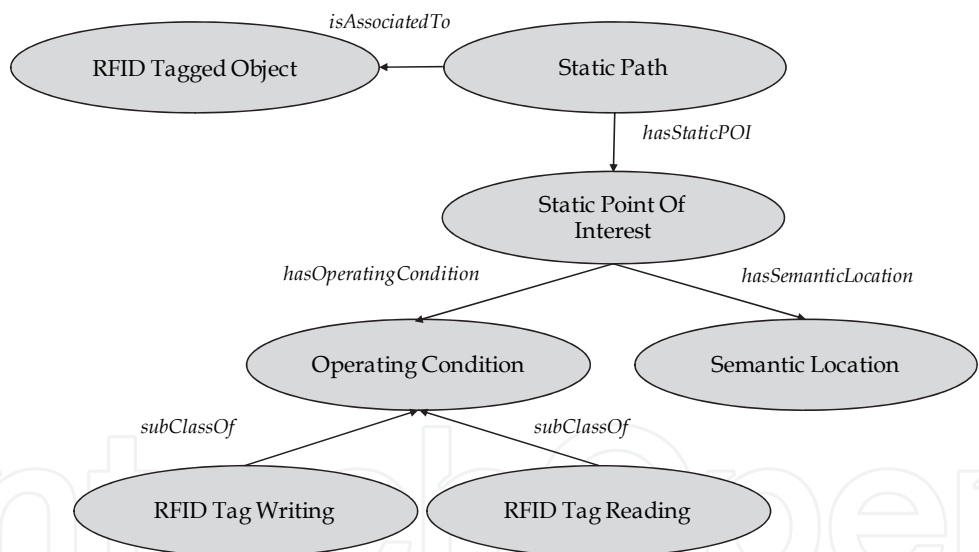 isAssociatedTo
RFID Tagged Object
Static Path
hasStaticPOI
Static Point Of
Interest
hasOperatingCondition
hasSemanticLocation
Operating Condition
Semantic Location
subClassOf
subClassOf
RFID Tag Writing
RFID Tag Reading